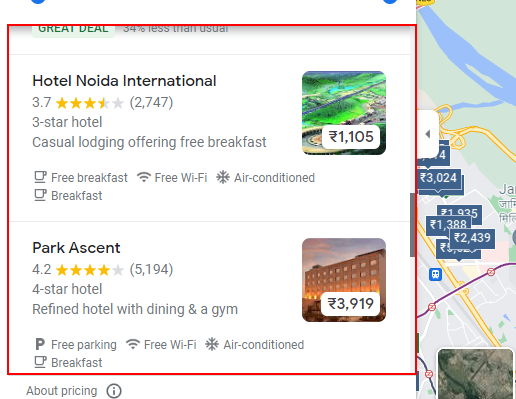 GREAT DEAL 34% less than usual
Hotel Noida International
3.7 (2,747)
3-star hotel
Casual lodging offering free breakfast
₹1,105
Free breakfast Free Wi-Fi Air-conditioned
Breakfast
Park Ascent
4.2 (5,194)
4-star hotel
Refined hotel with dining & a gym
₹3,919
P Free parking Free Wi-Fi Air-conditioned
Breakfast
About pricing
₹3,024
₹1,935
₹1,388
₹2,439